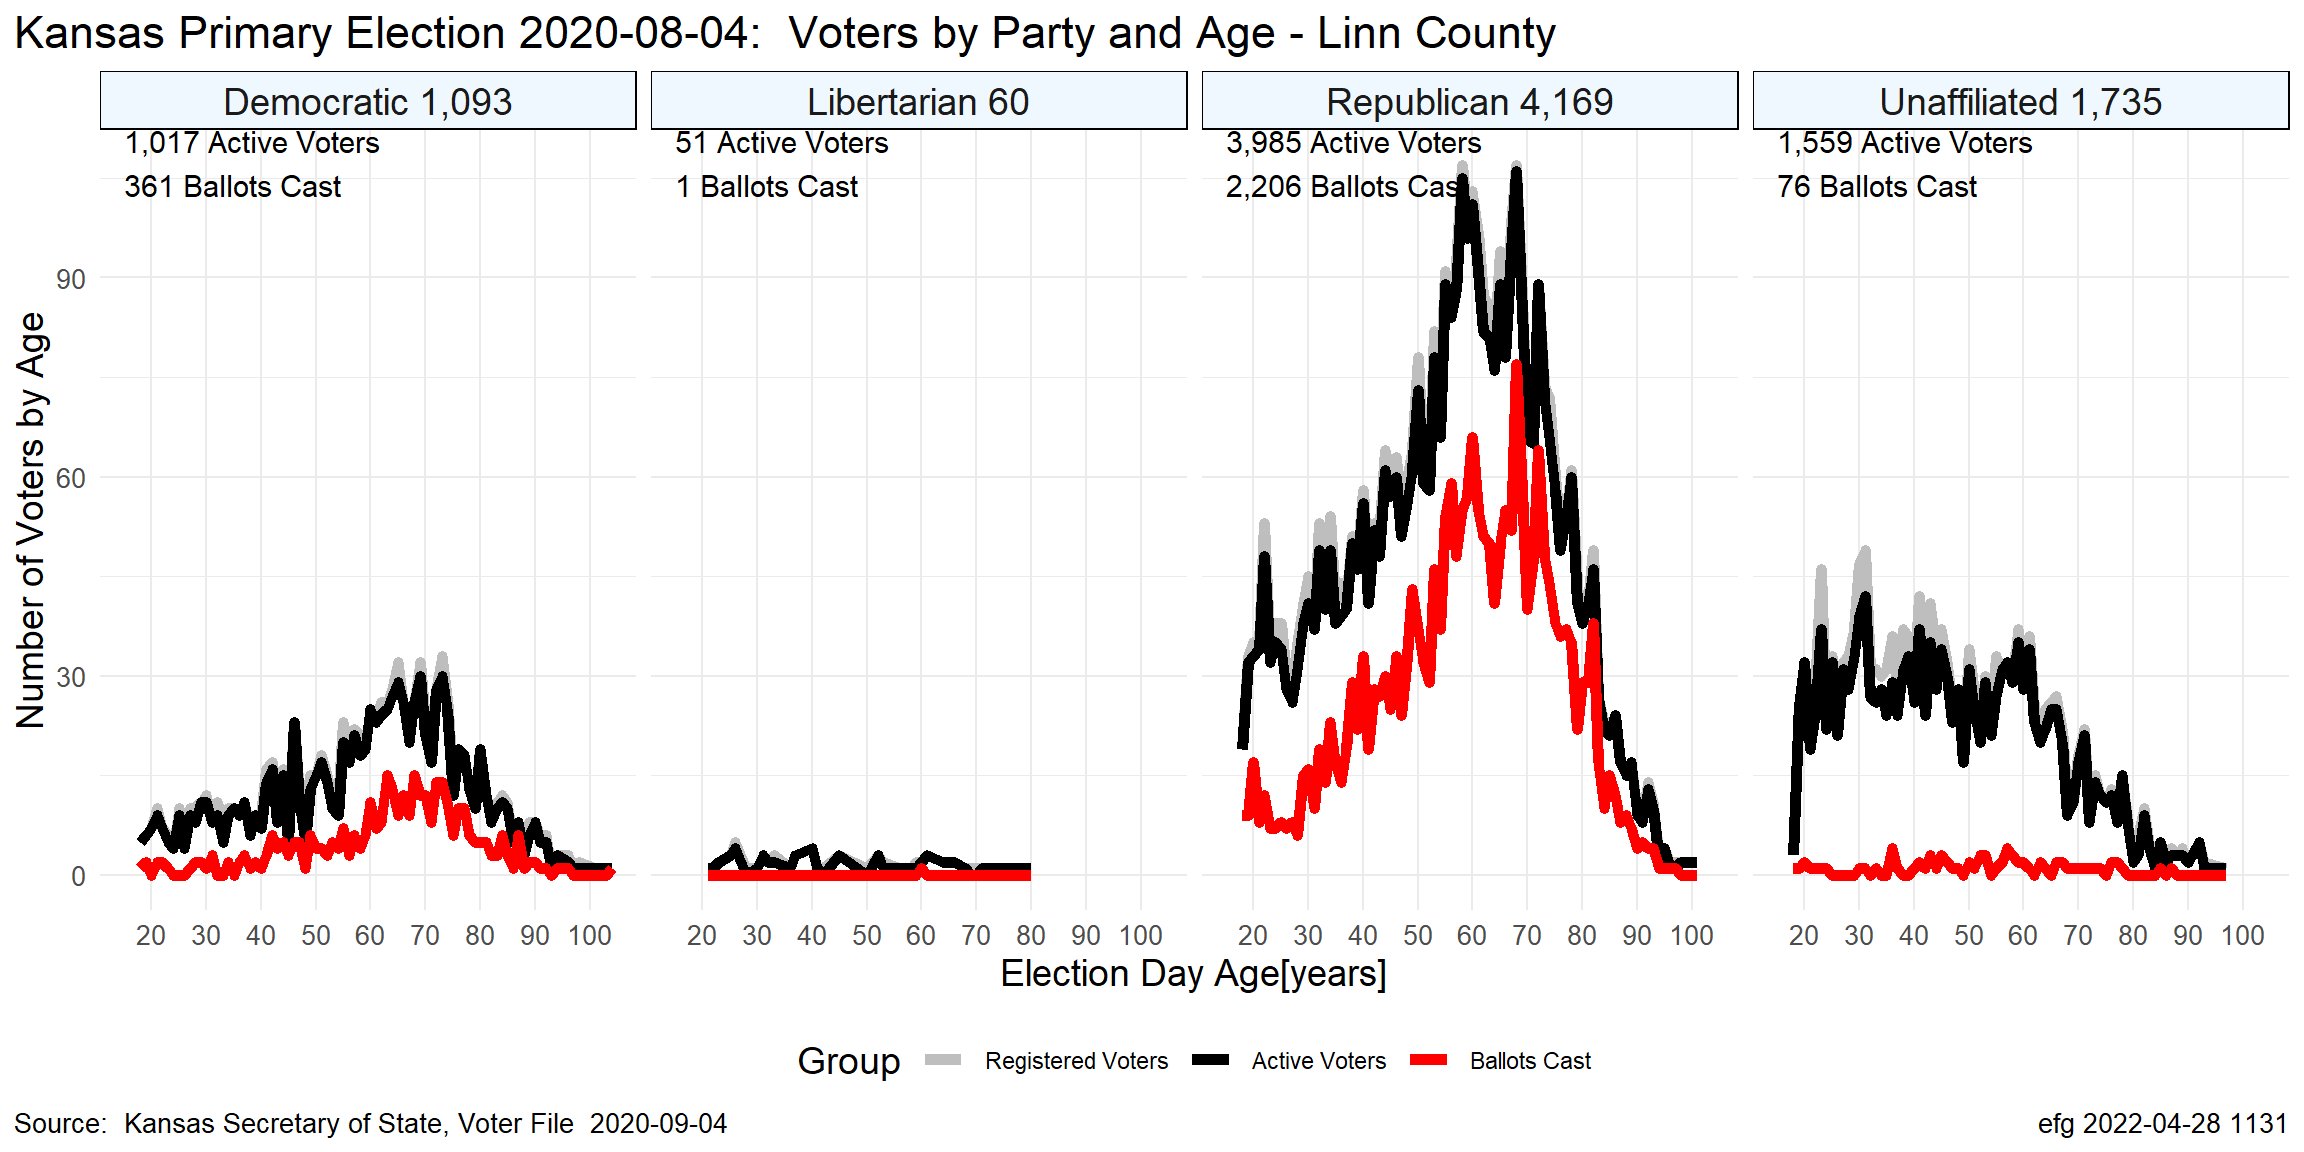 Kansas Primary Election 2020-08-04:  Voters by Party and Age - Linn County
Democratic 1,093
Libertarian 60
Republican 4,169
Unaffiliated 1,735
1,017 Active Voters
361 Ballots Cast
51 Active Voters
1 Ballots Cast
3,985 Active Voters
2,206 Ballots Cast
1,559 Active Voters
76 Ballots Cast
Number of Voters by Age
90
60
30
0
20 30 40 50 60 70 80 90 100
20 30 40 50 60 70 80 90 100
20 30 40 50 60 70 80 90 100
20 30 40 50 60 70 80 90 100
Election Day Age[years]
Group Registered Voters Active Voters Ballots Cast
Source:  Kansas Secretary of State, Voter File  2020-09-04
efg 2022-04-28 1131